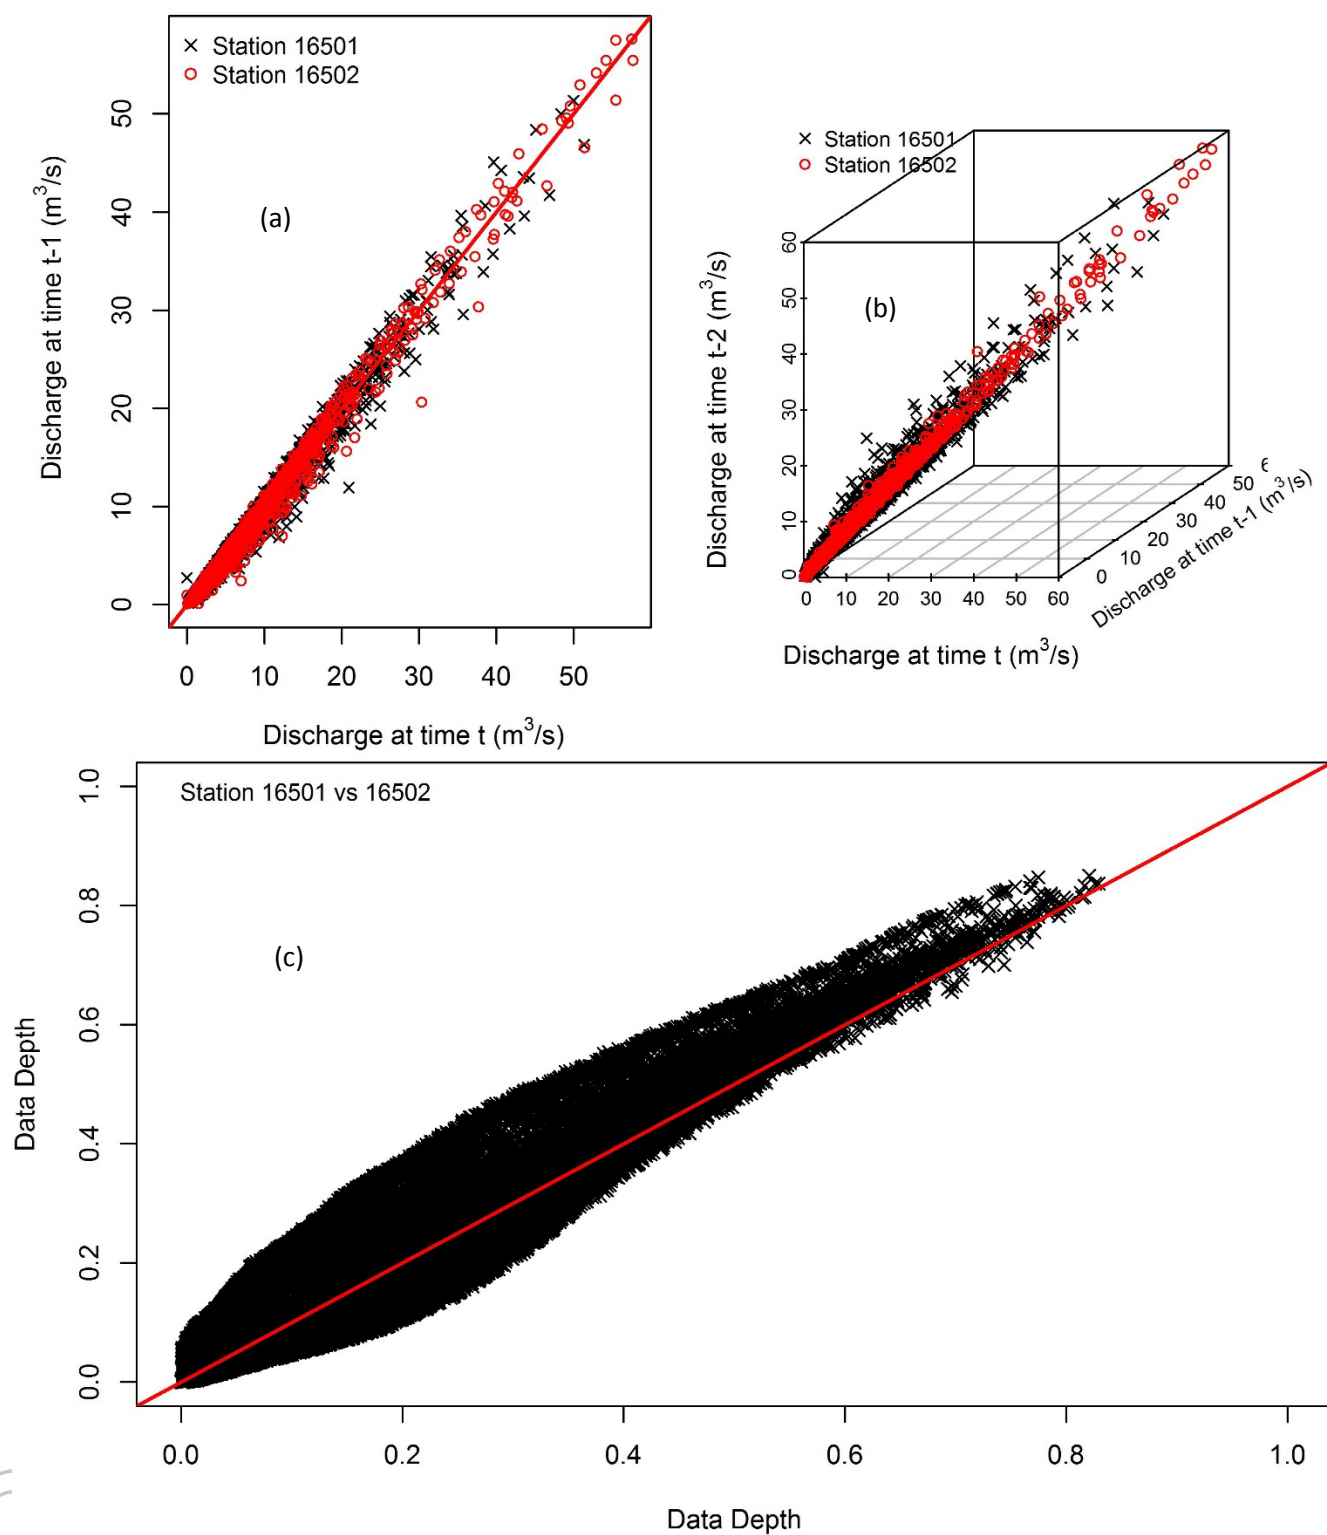 Station 16501
Station 16502
(a)
Discharge at time t-1 (m³/s)
0 10 20 30 40 50
0 10 20 30 40 50
Discharge at time t (m³/s)
Station 16501
Station 16502
(b)
Discharge at time t-2 (m³/s)
0 10 20 30 40 50 60
0 10 20 30 40 50 60
0 10 20 30 40 50
Discharge at time t-1 (m³/s)
Discharge at time t (m³/s)
Station 16501 vs 16502
(c)
Data Depth
0.0 0.2 0.4 0.6 0.8 1.0
0.0 0.2 0.4 0.6 0.8 1.0
Data Depth